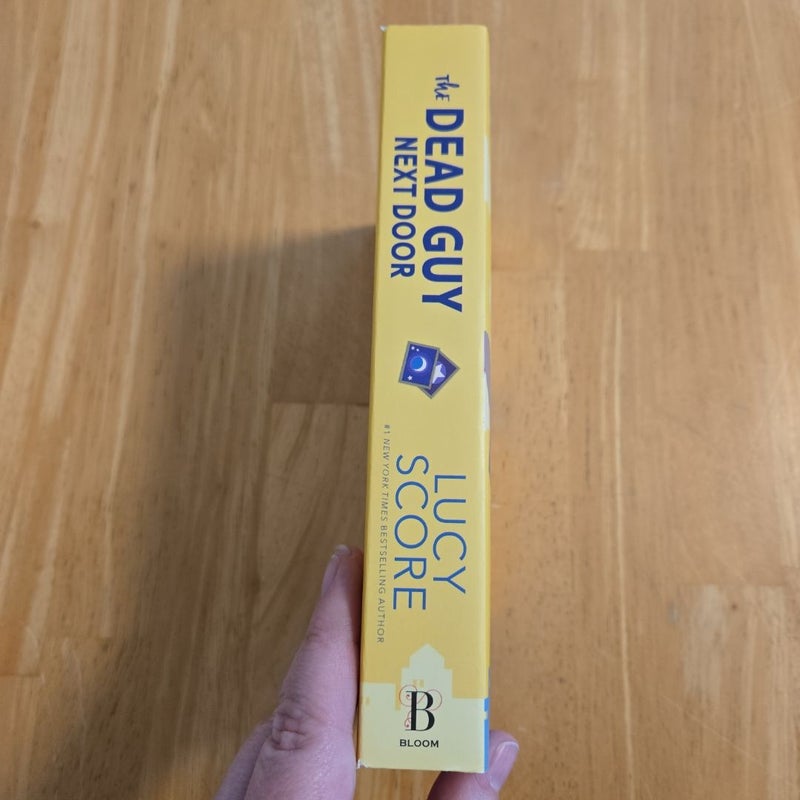 The
DEAD GUY
NEXT DOOR
LUCY
SCORE
#1 NEW YORK TIMES BESTSELLING AUTHOR
B
BLOOM